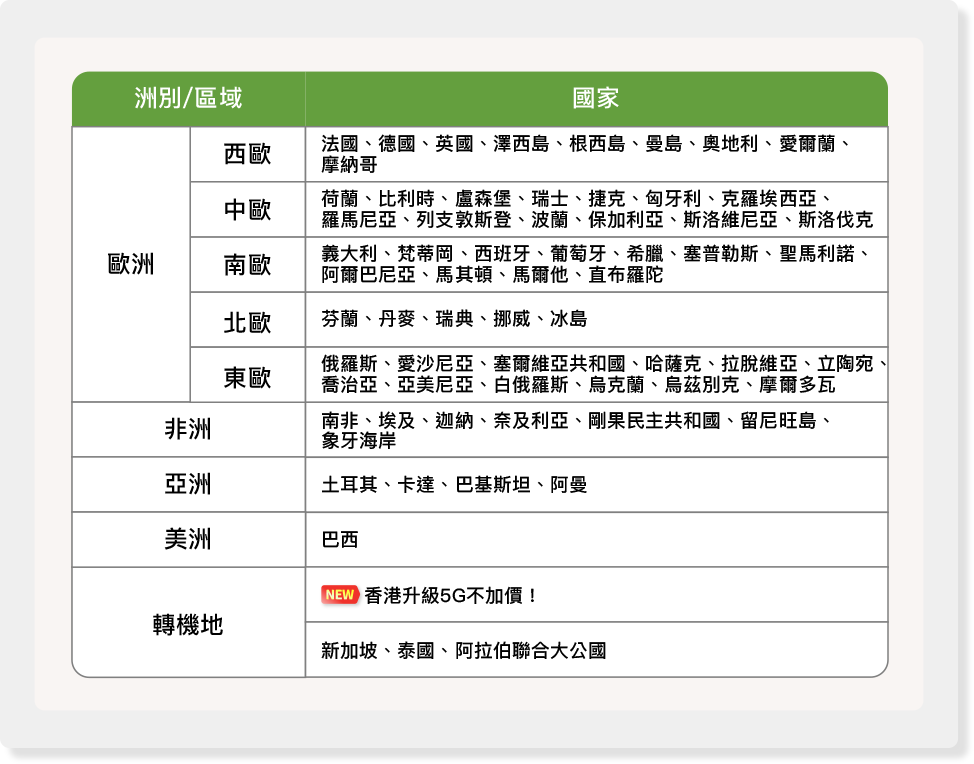 洲別/區域
國家
歐洲
西歐
法國、德國、英國、澤西島、根西島、曼島、奧地利、愛爾蘭、
摩納哥
中歐
荷蘭、比利時、盧森堡、瑞士、捷克、匈牙利、克羅埃西亞、
羅馬尼亞、列支敦斯登、波蘭、保加利亞、斯洛維尼亞、斯洛伐克
南歐
義大利、梵蒂岡、西班牙、葡萄牙、希臘、塞普勒斯、聖馬利諾、
阿爾巴尼亞、馬其頓、馬爾他、直布羅陀
北歐
芬蘭、丹麥、瑞典、挪威、冰島
東歐
俄羅斯、愛沙尼亞、塞爾維亞共和國、哈薩克、拉脫維亞、立陶宛、
喬治亞、亞美尼亞、白俄羅斯、烏克蘭、烏茲別克、摩爾多瓦
非洲
南非、埃及、迦納、奈及利亞、剛果民主共和國、留尼旺島、
象牙海岸
亞洲
土耳其、卡達、巴基斯坦、阿曼
美洲
巴西
轉機地
NEW 香港升級5G不加價！
新加坡、泰國、阿拉伯聯合大公國